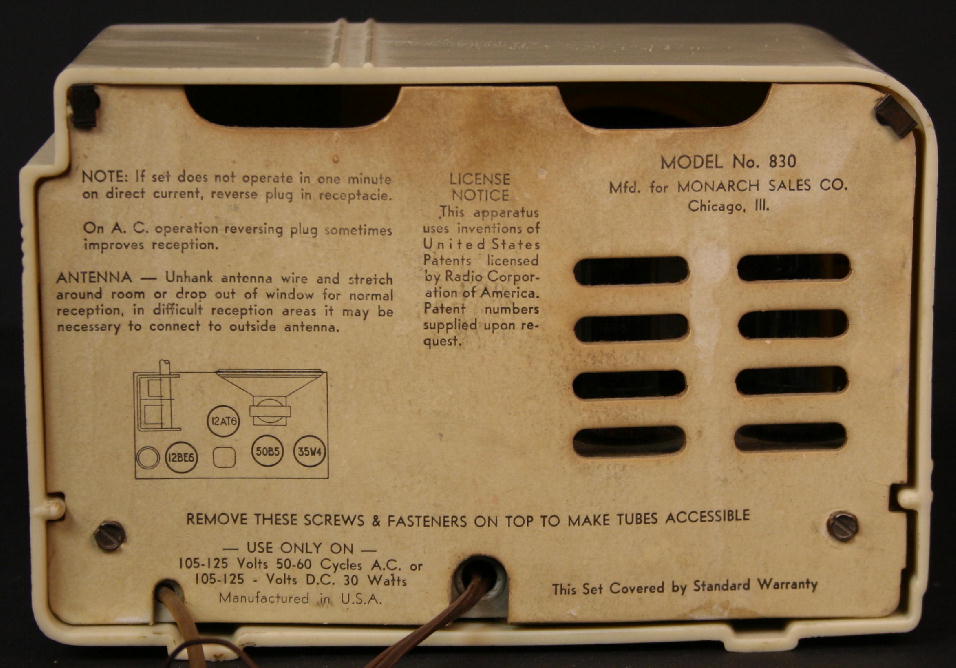 NOTE: If set does not operate in one minute
on direct current, reverse plug in receptacie.
On A. C. operation reversing plug sometimes
improves reception.
ANTENNA — Unhank antenna wire and stretch
around room or drop out of window for normal
reception, in difficult reception areas it may be
necessary to connect to outside antenna.
LICENSE
NOTICE
This apparatus
uses inventions of
United States
Patents licensed
by Radio Corpor-
ation of America.
Patent numbers
supplied upon re-
quest.
MODEL No. 830
Mfd. for MONARCH SALES CO.
Chicago, Ill.
12AT6
12BE6
50B5
35W4
REMOVE THESE SCREWS & FASTENERS ON TOP TO MAKE TUBES ACCESSIBLE
— USE ONLY ON —
105-125 Volts 50-60 Cycles A.C. or
105-125 - Volts D.C. 30 Watts
Manufactured in U.S.A.
This Set Covered by Standard Warranty